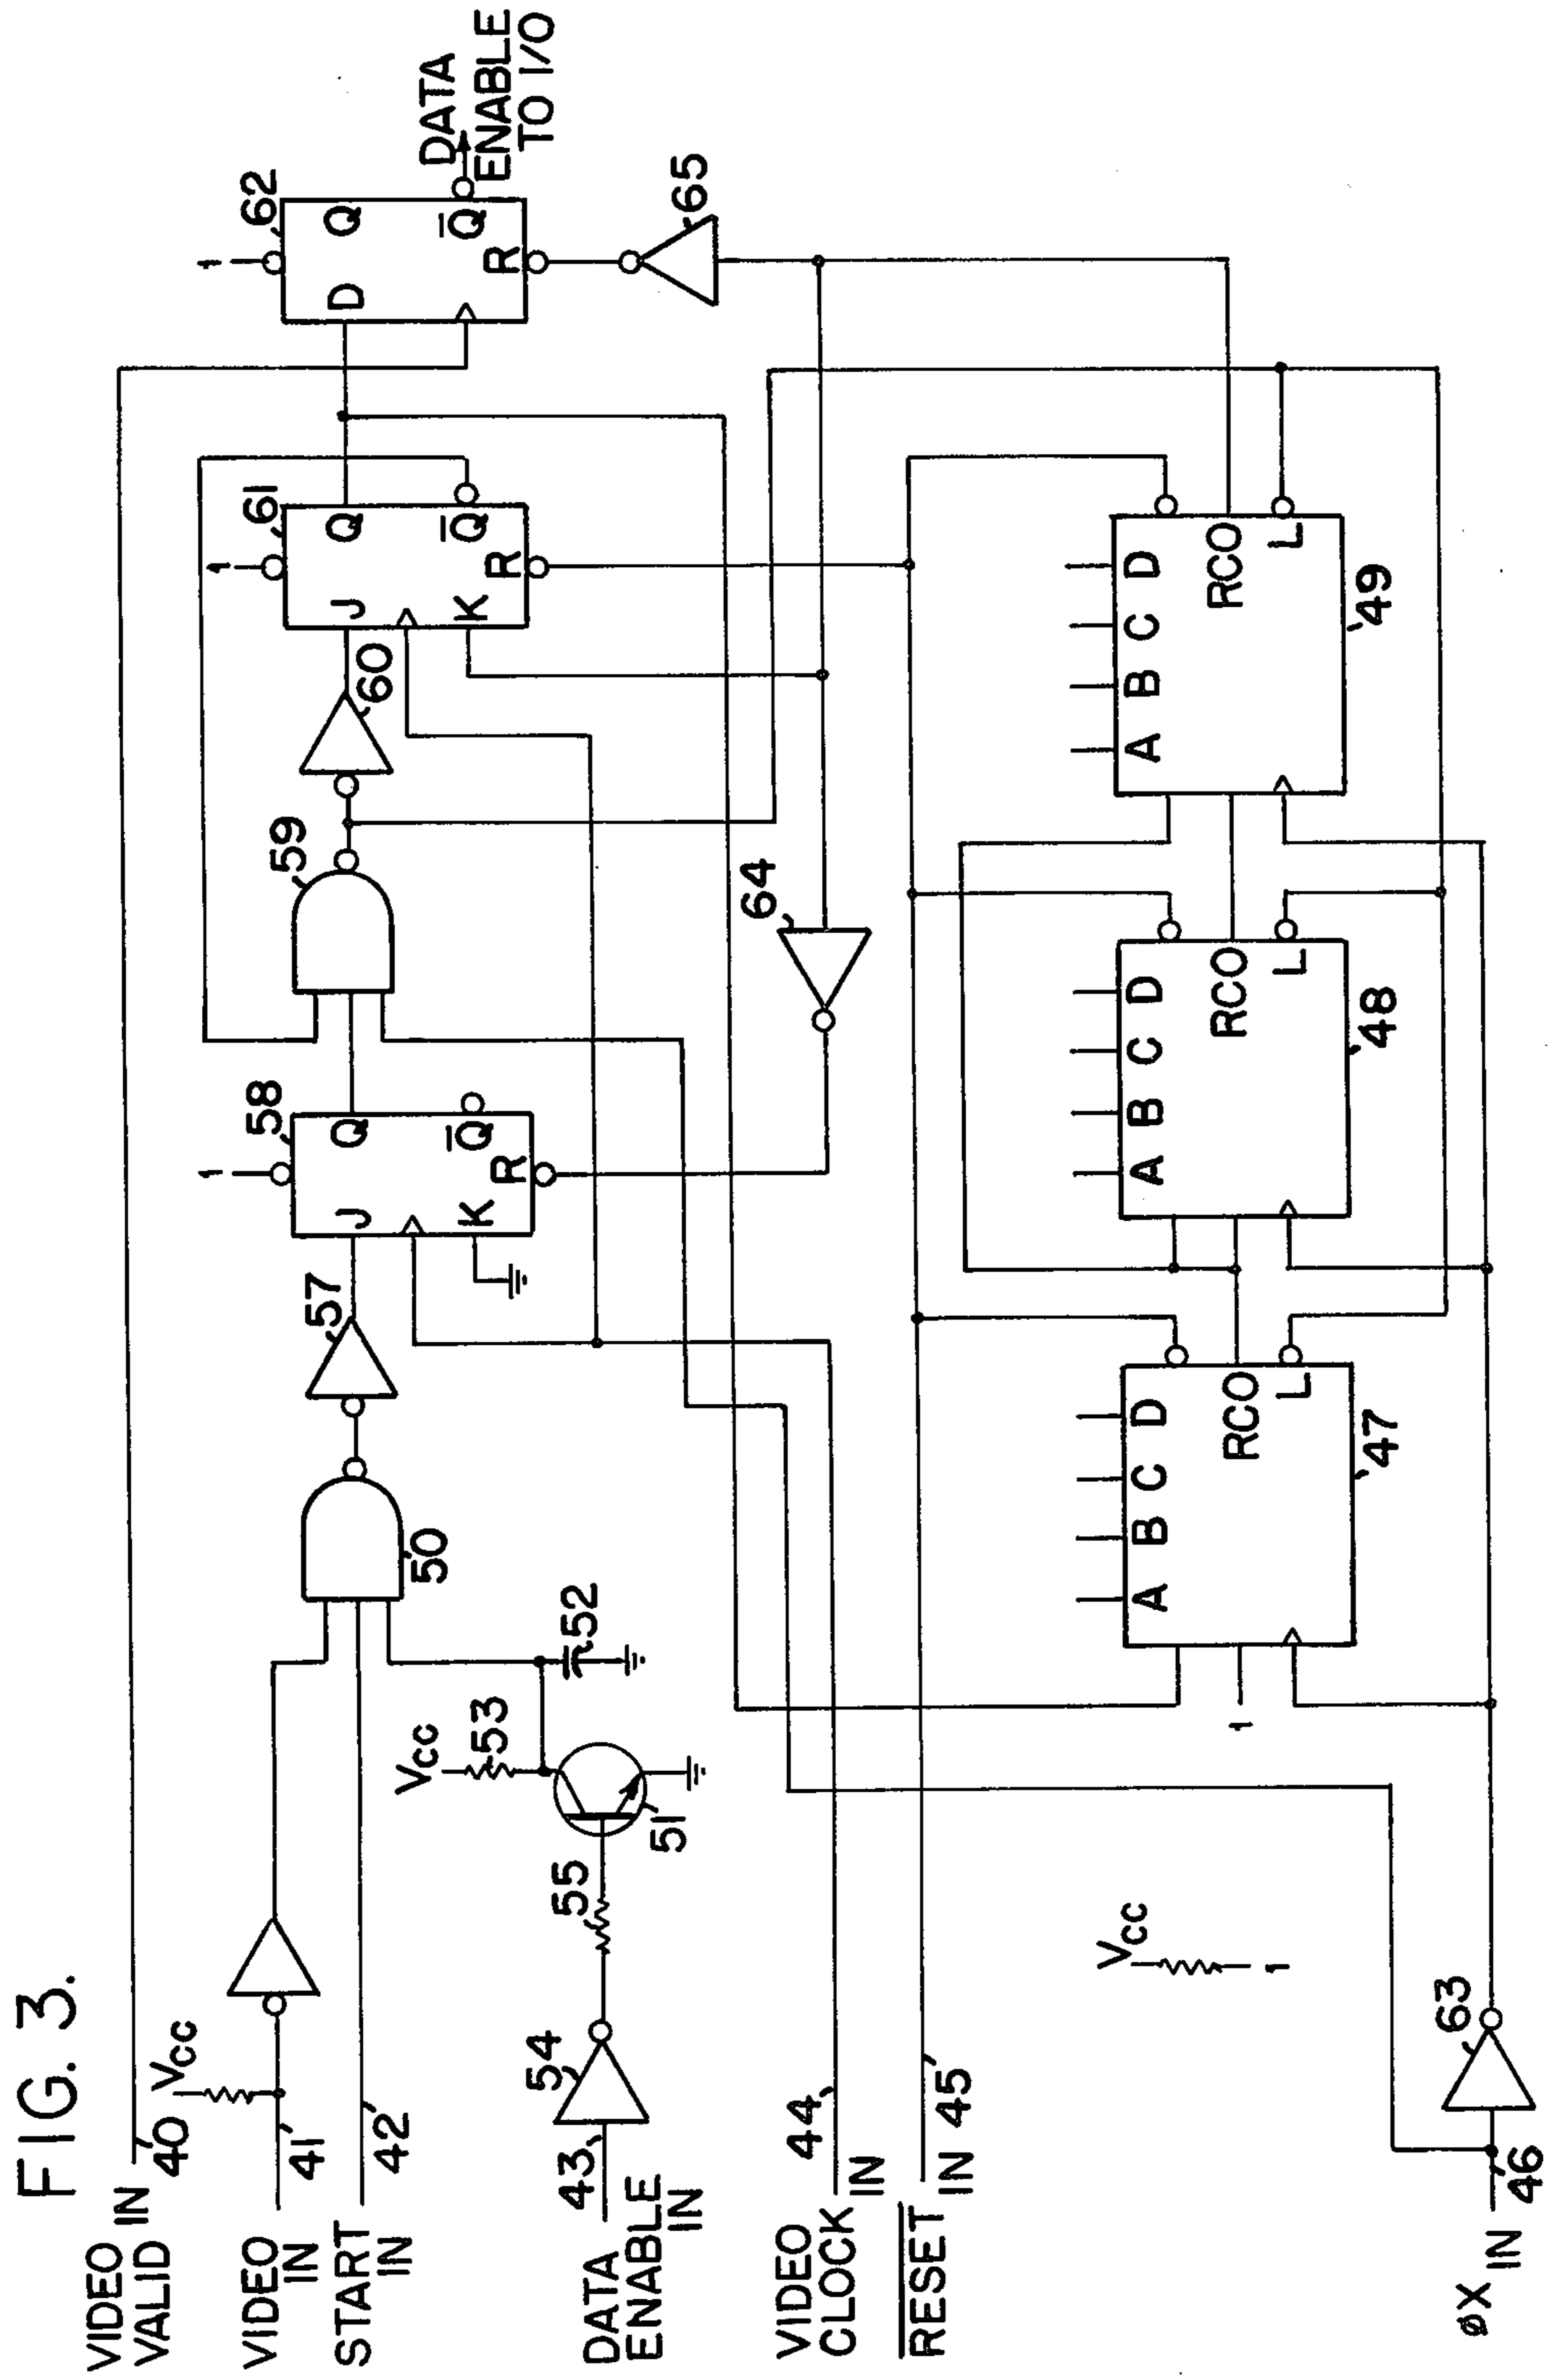 FIG. 3.
VIDEO
VALID IN
40
Vcc
VIDEO
IN
41
START
IN
42
DATA
ENABLE
IN
43
54
55
51
Vcc
53
52
50
57
58
1
J
Q
K
Q̅
R
59
60
61
1
J
Q
K
Q̅
R
62
1
D
Q
Q̅
R
DATA
ENABLE
TO I/O
65
64
VIDEO
CLOCK IN
44
R̅E̅S̅E̅T̅ IN
45
Vcc
1
øX IN
46
63
1
A B C D
RCO
L
47
A B C D
RCO
L
48
A B C D
RCO
L
49